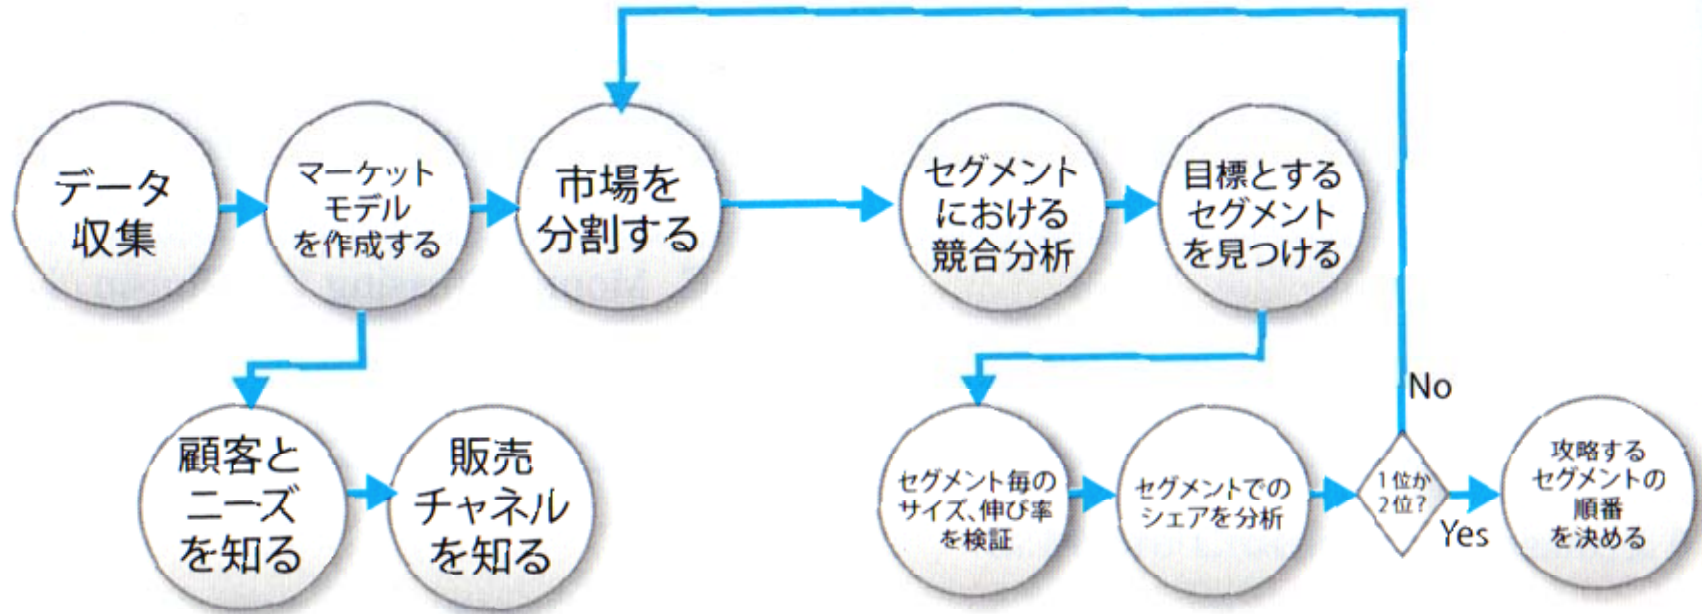 データ
収集
マーケット
モデル
を作成する
市場を
分割する
セグメント
における
競合分析
目標とする
セグメント
を見つける
顧客と
ニーズ
を知る
販売
チャネル
を知る
セグメント毎の
サイズ、伸び率
を検証
セグメントでの
シェアを分析
1位か
2位?
No
Yes
攻略する
セグメントの
順番
を決める